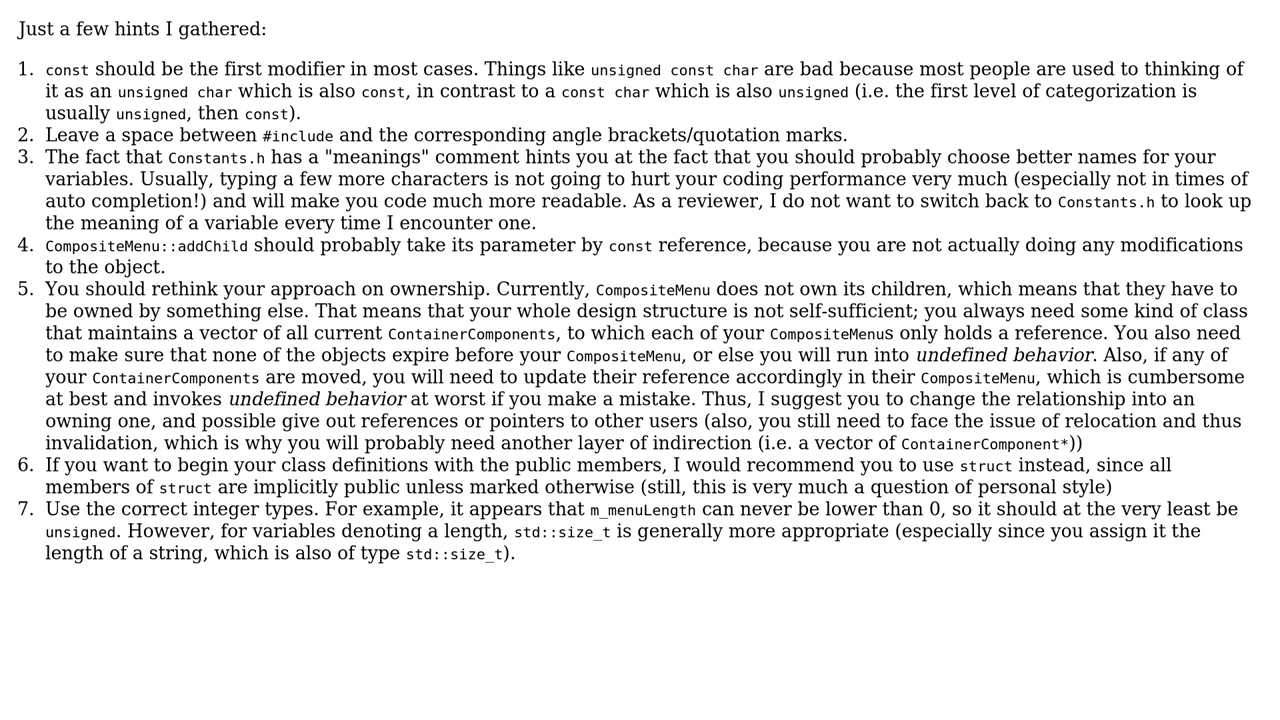 Just a few hints I gathered:
1. const should be the first modifier in most cases. Things like unsigned const char are bad because most people are used to thinking of
it as an unsigned char which is also const, in contrast to a const char which is also unsigned (i.e. the first level of categorization is
usually unsigned, then const).
2. Leave a space between #include and the corresponding angle brackets/quotation marks.
3. The fact that Constants.h has a "meanings" comment hints you at the fact that you should probably choose better names for your
variables. Usually, typing a few more characters is not going to hurt your coding performance very much (especially not in times of
auto completion!) and will make you code much more readable. As a reviewer, I do not want to switch back to Constants.h to look up
the meaning of a variable every time I encounter one.
4. CompositeMenu::addChild should probably take its parameter by const reference, because you are not actually doing any modifications
to the object.
5. You should rethink your approach on ownership. Currently, CompositeMenu does not own its children, which means that they have to
be owned by something else. That means that your whole design structure is not self-sufficient; you always need some kind of class
that maintains a vector of all current ContainerComponents, to which each of your CompositeMenus only holds a reference. You also need
to make sure that none of the objects expire before your CompositeMenu, or else you will run into undefined behavior. Also, if any of
your ContainerComponents are moved, you will need to update their reference accordingly in their CompositeMenu, which is cumbersome
at best and invokes undefined behavior at worst if you make a mistake. Thus, I suggest you to change the relationship into an
owning one, and possible give out references or pointers to other users (also, you still need to face the issue of relocation and thus
invalidation, which is why you will probably need another layer of indirection (i.e. a vector of ContainerComponent*))
6. If you want to begin your class definitions with the public members, I would recommend you to use struct instead, since all
members of struct are implicitly public unless marked otherwise (still, this is very much a question of personal style)
7. Use the correct integer types. For example, it appears that m_menuLength can never be lower than 0, so it should at the very least be
unsigned. However, for variables denoting a length, std::size_t is generally more appropriate (especially since you assign it the
length of a string, which is also of type std::size_t).